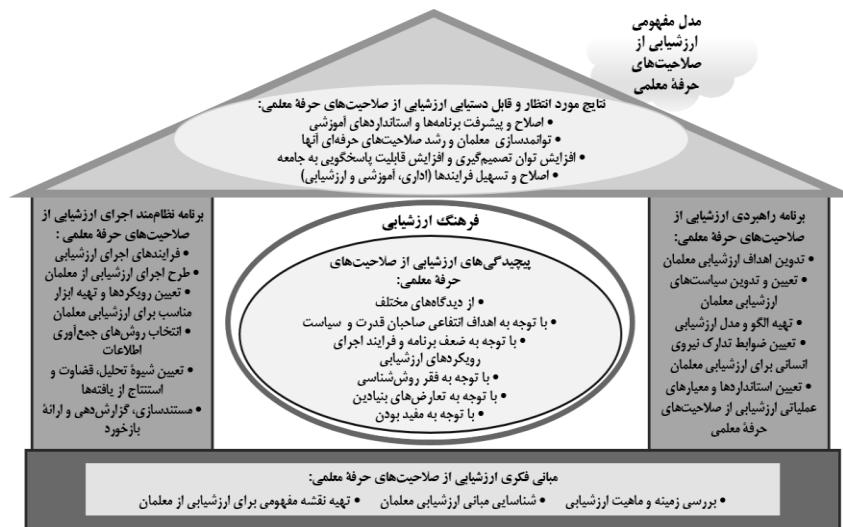 مدل مفهومی
ارزشیابی از
صلاحیت‌های
حرفهٔ معلمی
نتایج مورد انتظار و قابل دستیابی ارزشیابی از صلاحیت‌های حرفهٔ معلمی:
• اصلاح و پیشرفت برنامه‌ها و استانداردهای آموزشی
• توانمندسازی معلمان و رشد صلاحیت‌های حرفه‌ای آنها
• افزایش توان تصمیم‌گیری و افزایش قابلیت پاسخگویی به جامعه
• اصلاح و تسهیل فرایندها (اداری، آموزشی و ارزشیابی)
برنامه راهبردی ارزشیابی از
صلاحیت‌های حرفهٔ معلمی:
• تدوین اهداف ارزشیابی معلمان
• تعیین و تدوین سیاست‌های
ارزشیابی معلمان
• تهیه الگو و مدل ارزشیابی
• تعیین ضوابط تدارک نیروی
انسانی برای ارزشیابی معلمان
• تعیین استانداردها و معیارهای
عملیاتی ارزشیابی از صلاحیت‌های
حرفهٔ معلمی
فرهنگ ارزشیابی
پیچیدگی‌های ارزشیابی از صلاحیت‌های
حرفهٔ معلمی:
• از دیدگاه‌های مختلف
• با توجه به اهداف انتفاعی صاحبان قدرت و سیاست
• با توجه به ضعف برنامه و فرایند اجرای
رویکردهای ارزشیابی
• با توجه به فقر روش‌شناسی
• با توجه به تعارض‌های بنیادین
• با توجه به مفید بودن
برنامه نظام‌مند اجرای ارزشیابی از
صلاحیت‌های حرفهٔ معلمی :
• فرایندهای اجرای ارزشیابی
• طرح اجرای ارزشیابی از معلمان
• تعیین رویکردها و تهیه ابزار
مناسب برای ارزشیابی معلمان
• انتخاب روش‌های جمع‌آوری
اطلاعات
• تعیین شیوهٔ تحلیل، قضاوت و
استنتاج از یافته‌ها
• مستندسازی، گزارش‌دهی و ارائهٔ
بازخورد
مبانی فکری ارزشیابی از صلاحیت‌های حرفهٔ معلمی:
• بررسی زمینه و ماهیت ارزشیابی • شناسایی مبانی ارزشیابی معلمان • تهیه نقشه مفهومی برای ارزشیابی از معلمان